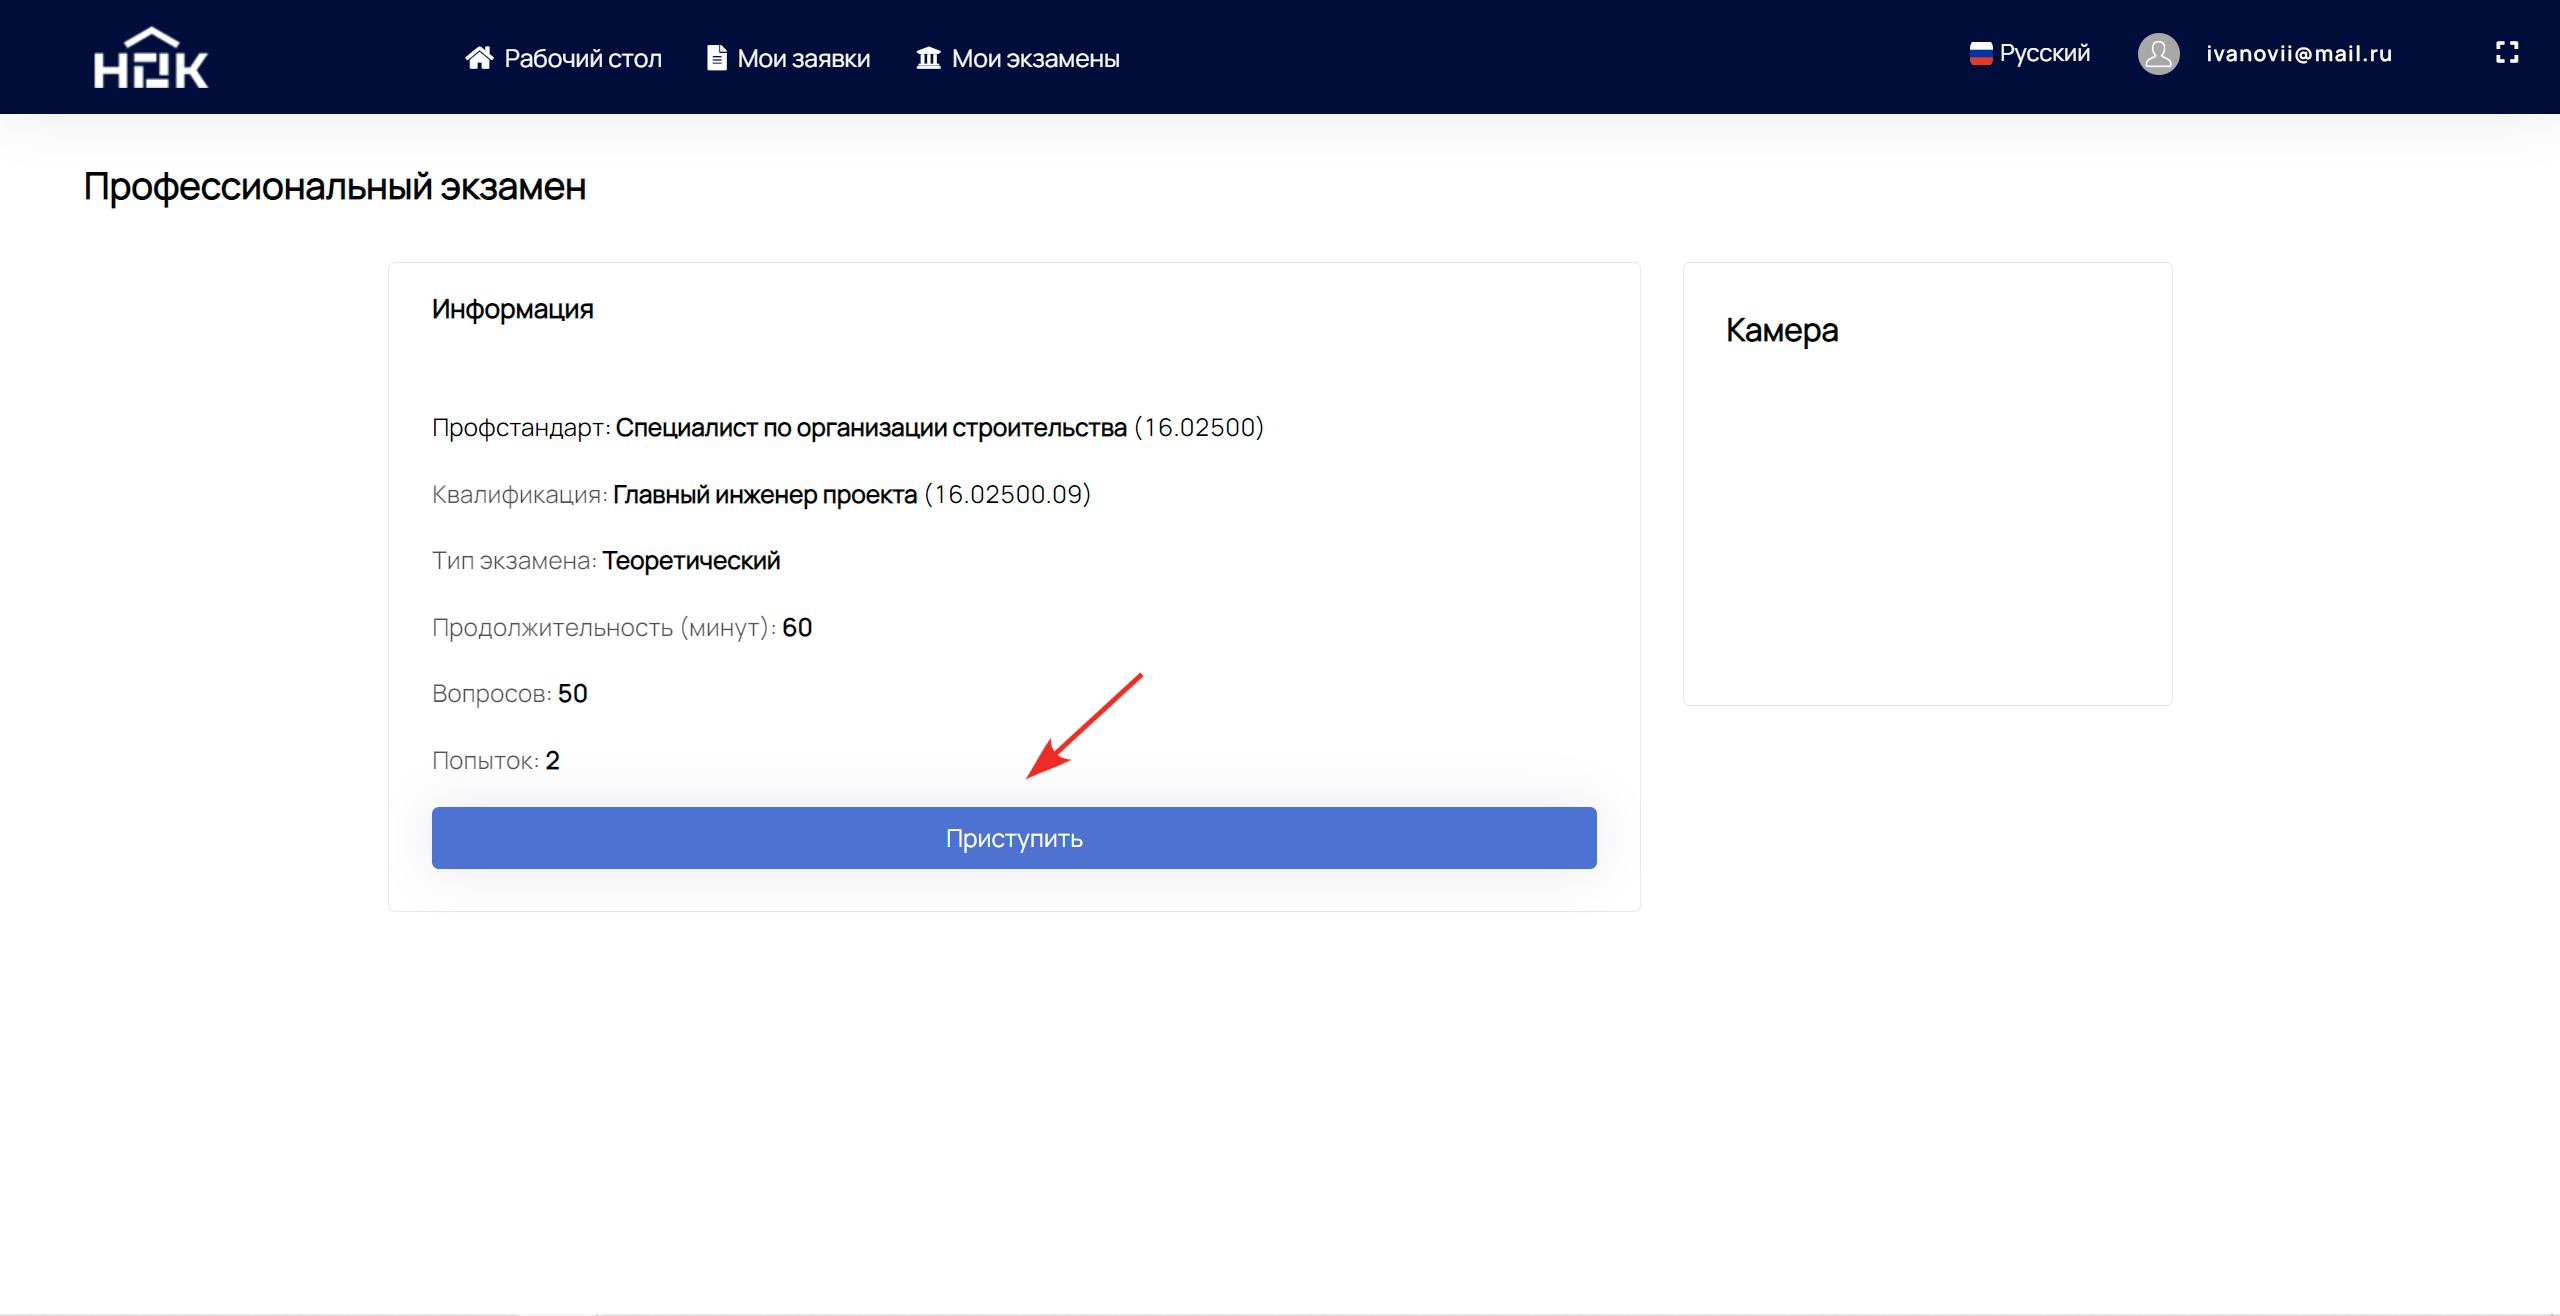 НОК
Рабочий стол
Мои заявки
Мои экзамены
Русский
ivanovii@mail.ru
Профессиональный экзамен
Информация
Профстандарт: Специалист по организации строительства (16.02500)
Квалификация: Главный инженер проекта (16.02500.09)
Тип экзамена: Теоретический
Продолжительность (минут): 60
Вопросов: 50
Попыток: 2
Приступить
Камера